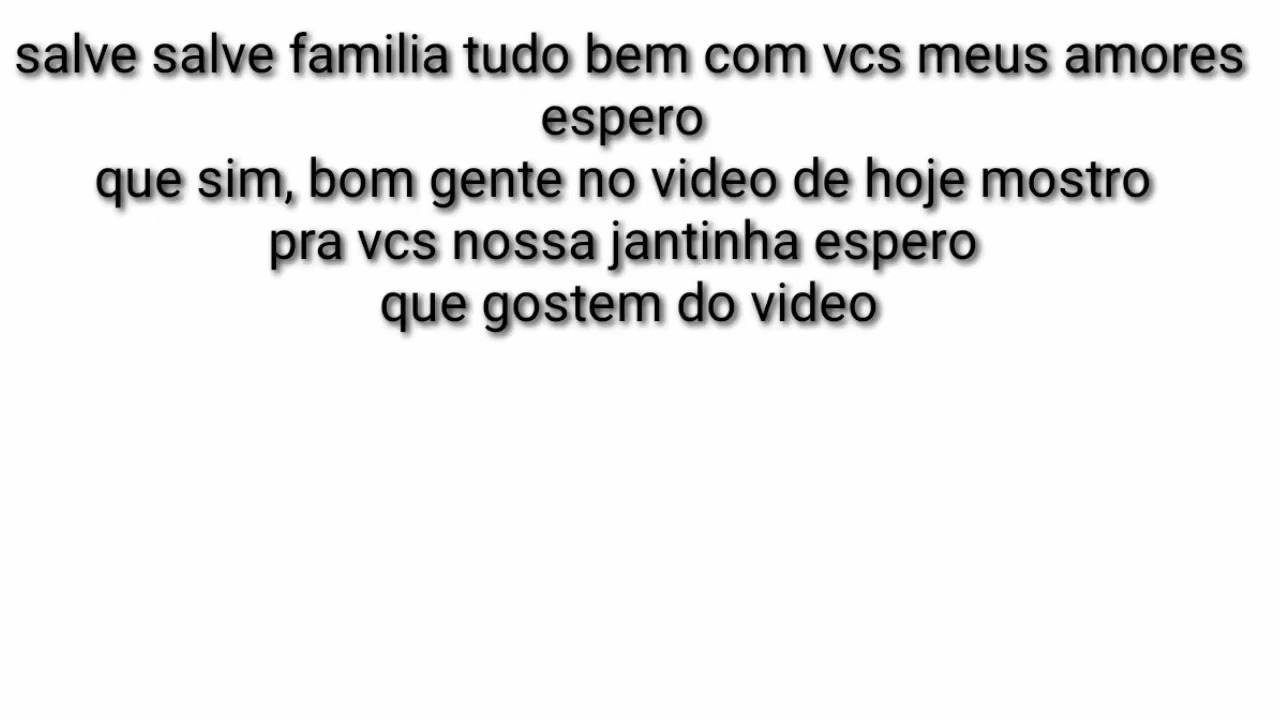 salve salve familia tudo bem com vcs meus amores
espero
que sim, bom gente no video de hoje mostro
pra vcs nossa jantinha espero
que gostem do video